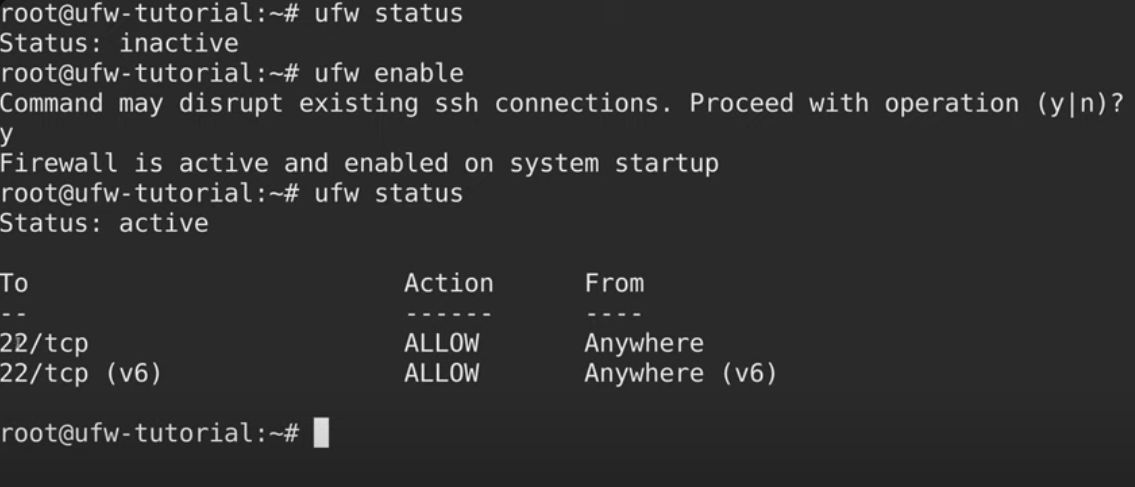 root@ufw-tutorial:~# ufw status
Status: inactive
root@ufw-tutorial:~# ufw enable
Command may disrupt existing ssh connections. Proceed with operation (y|n)?
y
Firewall is active and enabled on system startup
root@ufw-tutorial:~# ufw status
Status: active
To                         Action      From
--                         ------      ----
22/tcp                     ALLOW       Anywhere
22/tcp (v6)                ALLOW       Anywhere (v6)
root@ufw-tutorial:~#